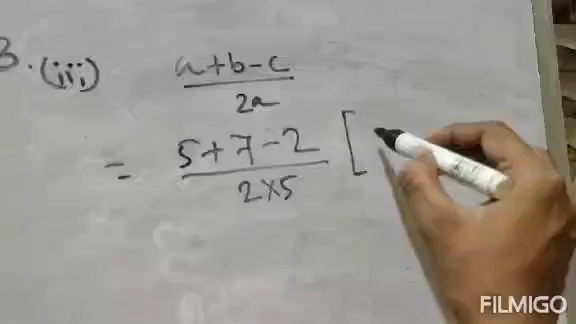 3. (iii) a+b-c
2a
= 5+7-2 [
2×5
FILMIGO